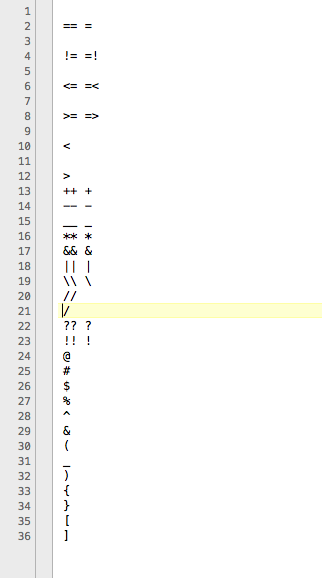 1
2 == =
3
4 != =!
5
6 <= =<
7
8 >= =>
9
10 <
11
12 >
13 ++ +
14 -- -
15 __ _
16 ** *
17 && &
18 || |
19 \\ \
20 //
21 /
22 ?? ?
23 !! !
24 @
25 #
26 $
27 %
28 ^
29 &
30 (
31 _
32 )
33 {
34 }
35 [
36 ]